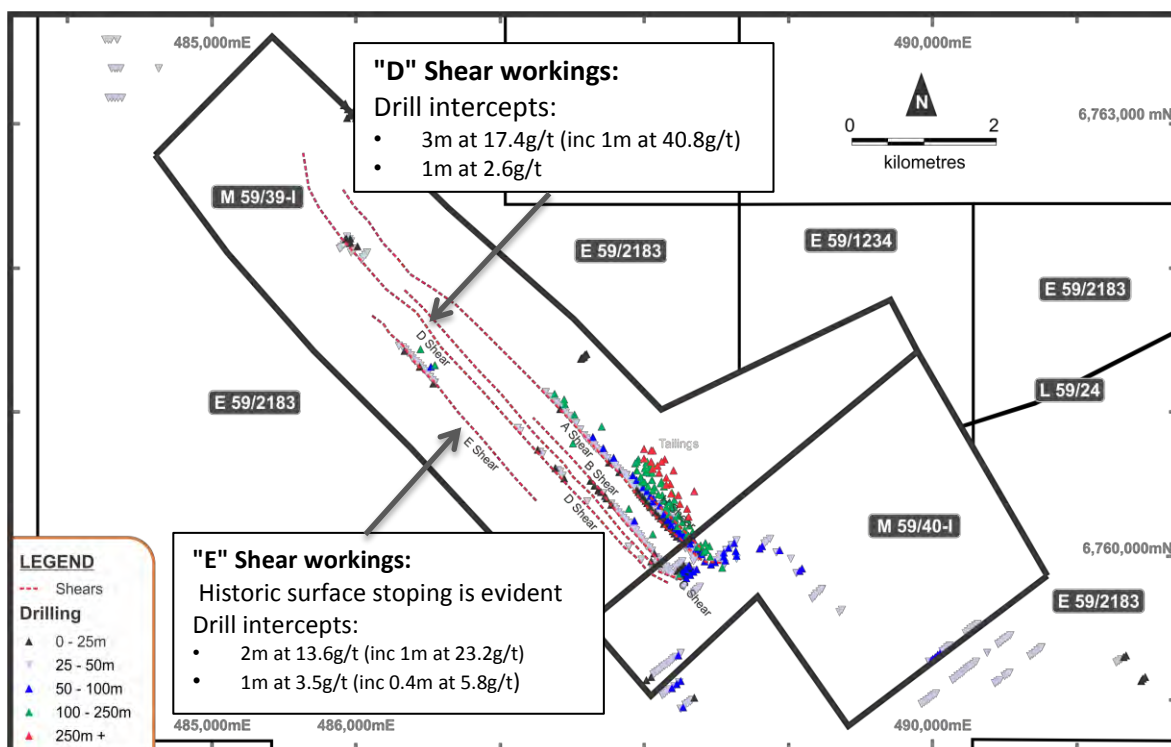 485,000mE
490,000mE
"D" Shear workings:
Drill intercepts:
• 3m at 17.4g/t (inc 1m at 40.8g/t)
• 1m at 2.6g/t
N
0 2
kilometres
6,763,000 mN
M 59/39-I
E 59/2183
E 59/1234
E 59/2183
L 59/24
E 59/2183
D Shear
E Shear
A Shear
B Shear
D Shear
Tailings
Shear
M 59/40-I
6,760,000 mN
E 59/2183
"E" Shear workings:
Historic surface stoping is evident
Drill intercepts:
• 2m at 13.6g/t (inc 1m at 23.2g/t)
• 1m at 3.5g/t (inc 0.4m at 5.8g/t)
LEGEND
Shears
Drilling
0 - 25m
25 - 50m
50 - 100m
100 - 250m
250m +
485,000mE
486,000mE
490,000mE